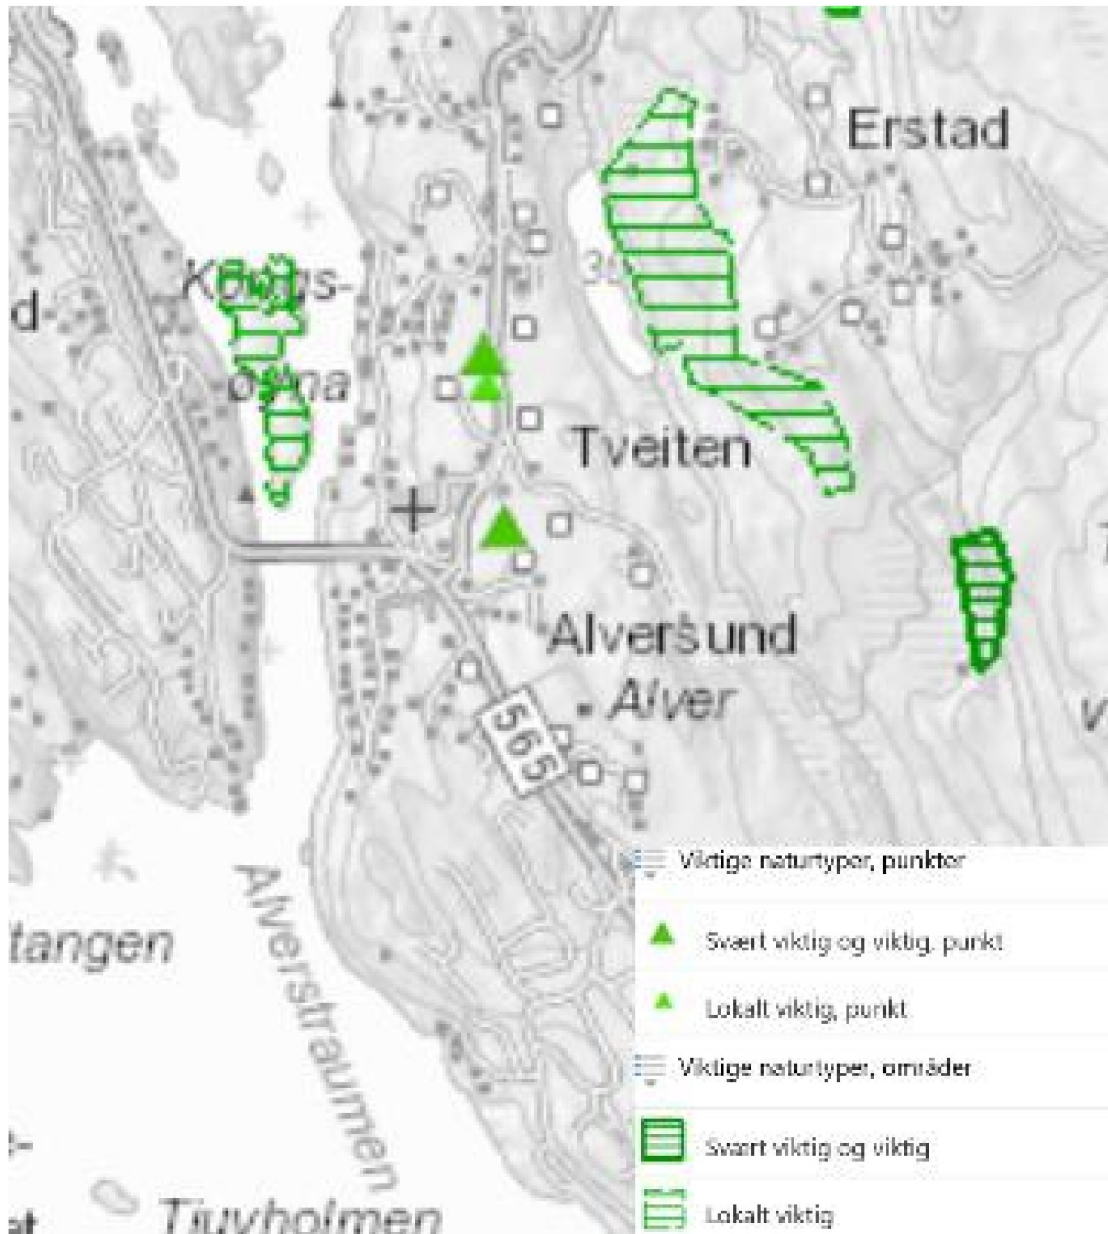 Erstad
d
Kongs-
øyna
Tveiten
Alversund
Alver
565
Alverstraumen
tangen
Tjuvholmen
Viktige naturtyper, punkter
Svært viktig og viktig, punkt
Lokalt viktig, punkt
Viktige naturtyper, områder
Svært viktig og viktig
Lokalt viktig